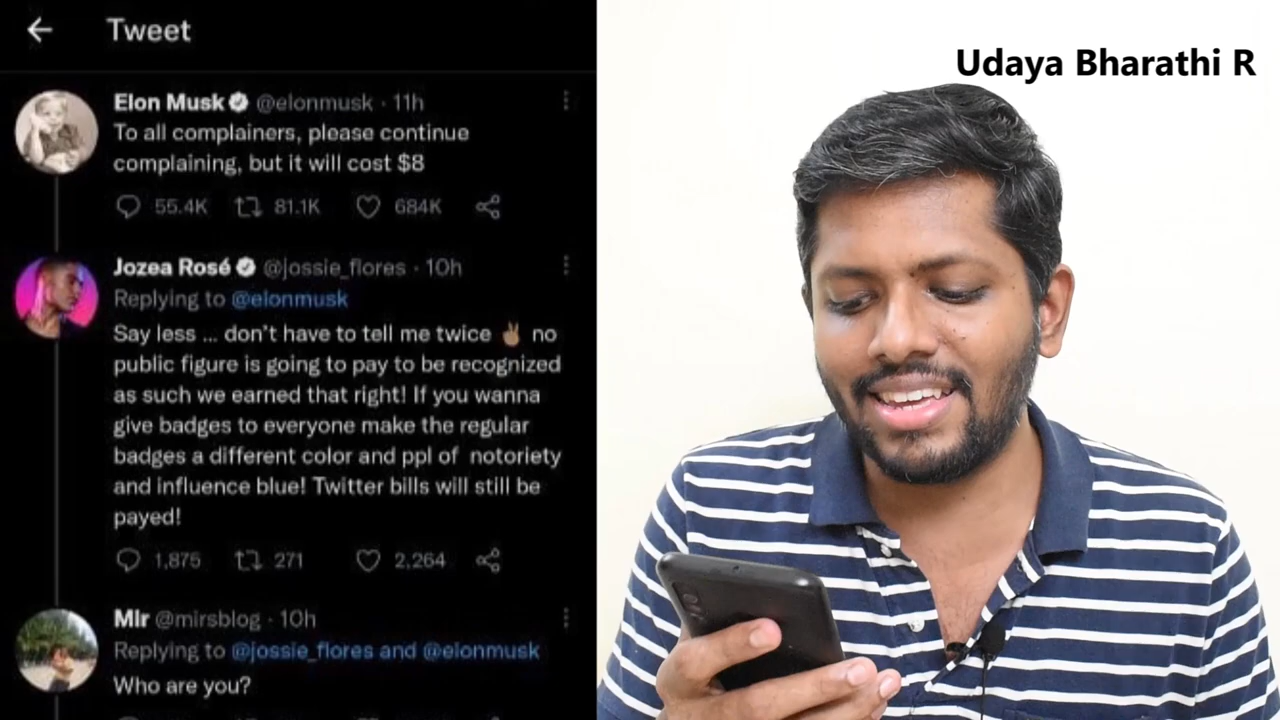 Tweet
Udaya Bharathi R
Elon Musk @elonmusk · 11h
To all complainers, please continue
complaining, but it will cost $8
55.4K 81.1K 684K
Jozea Rosé @jossie_flores · 10h
Replying to @elonmusk
Say less ... don't have to tell me twice ✌🏽 no
public figure is going to pay to be recognized
as such we earned that right! If you wanna
give badges to everyone make the regular
badges a different color and ppl of notoriety
and influence blue! Twitter bills will still be
payed!
1,875 271 2,264
Mir @mirsblog · 10h
Replying to @jossie_flores and @elonmusk
Who are you?